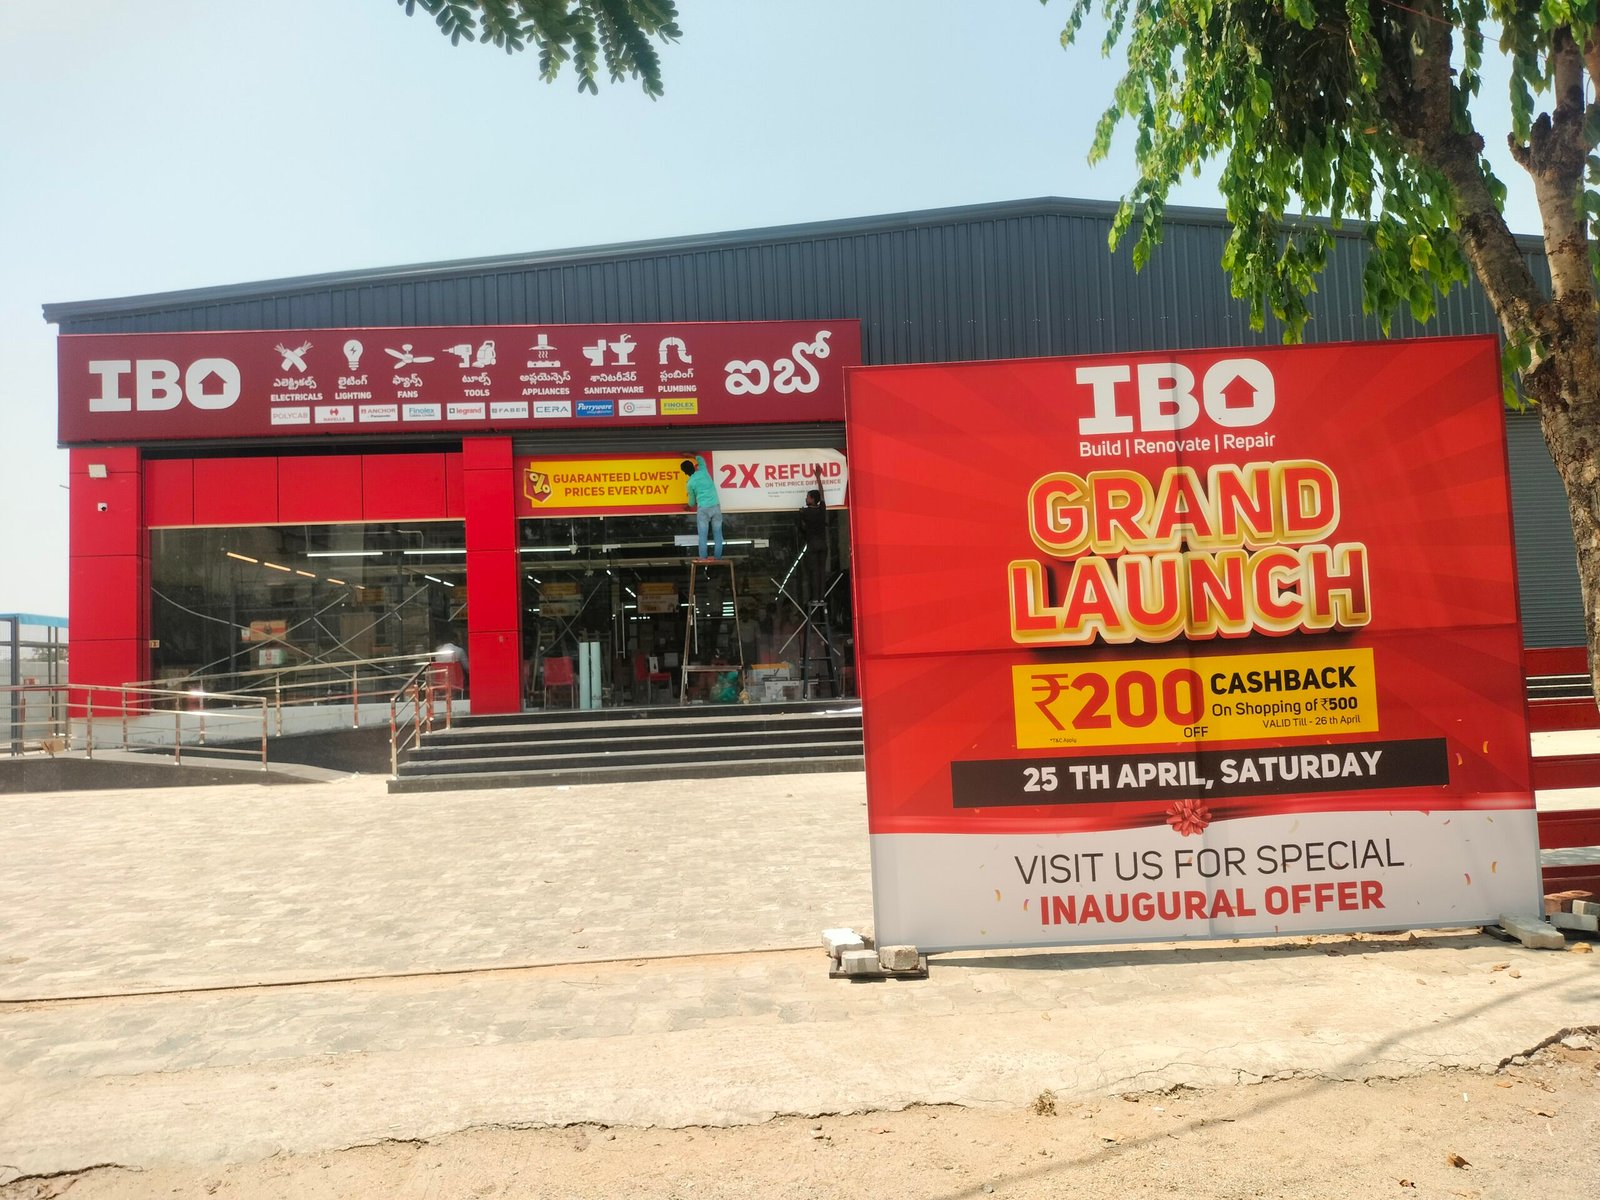 IBO
ఎలెక్ట్రికల్స్
ELECTRICALS
లైటింగ్
LIGHTING
ఫ్యాన్స్
FANS
టూల్స్
TOOLS
అప్లయెన్సెస్
APPLIANCES
శానిటరీవేర్
SANITARYWARE
ప్లంబింగ్
PLUMBING
ఐబో
POLYCAB
HAVELLS
ANCHOR
Finolex
legrand
FABER
CERA
Parryware
FINOLEX
%
GUARANTEED LOWEST
PRICES EVERYDAY
2X REFUND
ON THE PRICE DIFFERENCE
IBO
Build | Renovate | Repair
GRAND
LAUNCH
₹200 OFF
*T&C Apply
CASHBACK
On Shopping of ₹500
VALID Till - 26 th April
25 TH APRIL, SATURDAY
VISIT US FOR SPECIAL
INAUGURAL OFFER